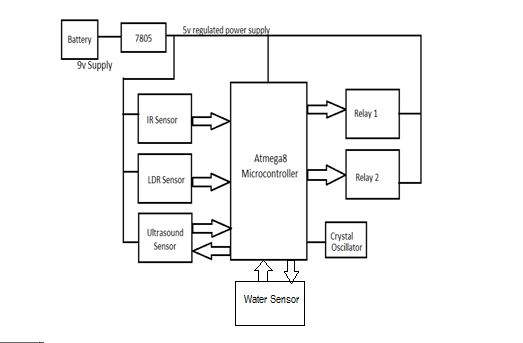 5v regulated power supply
Battery
7805
9v Supply
IR Sensor
Relay 1
Atmega8
Microcontroller
LDR Sensor
Relay 2
Ultrasound
Sensor
Crystal
Oscillator
Water Sensor